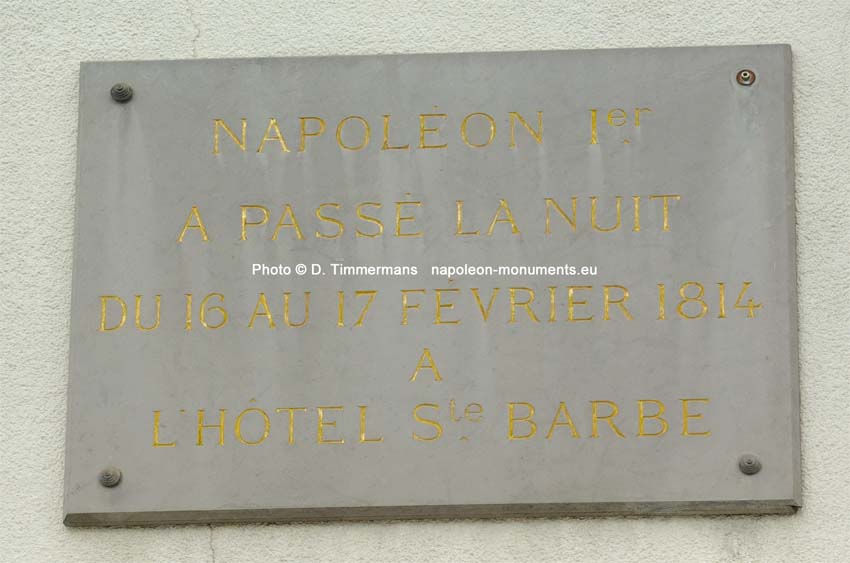 NAPOLÉON Ier
A PASSÉ LA NUIT
Photo © D. Timmermans napoleon-monuments.eu
DU 16 AU 17 FÉVRIER 1814
A
L'HÔTEL Ste BARBE